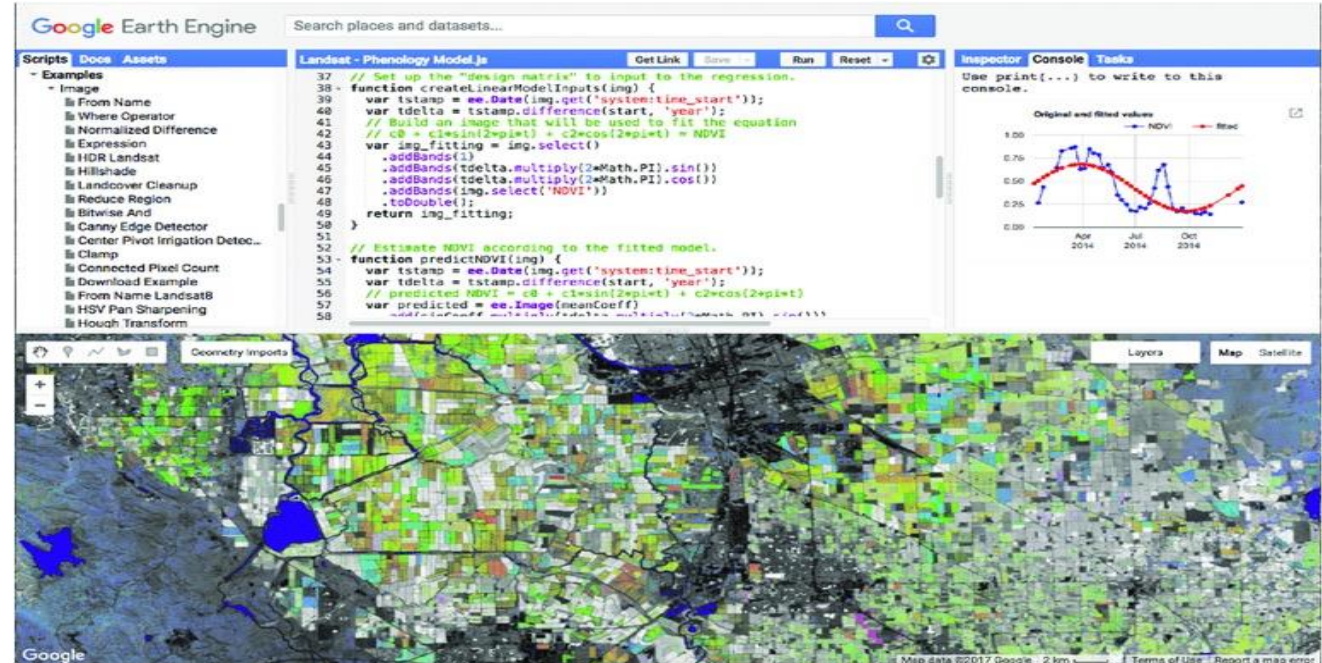 Google Earth Engine
Search places and datasets...
Scripts Docs Assets
Examples
Image
From Name
Where Operator
Normalized Difference
Expression
HDR Landsat
Hillshade
Landcover Cleanup
Reduce Region
Bitwise And
Canny Edge Detector
Center Pivot Irrigation Detec...
Clamp
Connected Pixel Count
Download Example
From Name Landsat8
HSV Pan Sharpening
Hough Transform
Landsat - Phenology Model.js
Get Link Save Run Reset
37 // Set up the "design matrix" to input to the regression.
38 function createLinearModelInputs(img) {
39 var tstamp = ee.Date(img.get('system:time_start'));
40 var tdelta = tstamp.difference(start, 'year');
41 // Build an image that will be used to fit the equation
42 // c0 + c1*sin(2*pi*t) + c2*cos(2*pi*t) = NDVI
43 var img_fitting = img.select()
44 .addBands(1)
45 .addBands(tdelta.multiply(2*Math.PI).sin())
46 .addBands(tdelta.multiply(2*Math.PI).cos())
47 .addBands(img.select('NDVI'))
48 .toDouble();
49 return img_fitting;
50 }
51
52 // Estimate NDVI according to the fitted model.
53 function predictNDVI(img) {
54 var tstamp = ee.Date(img.get('system:time_start'));
55 var tdelta = tstamp.difference(start, 'year');
56 // predicted NDVI = c0 + c1*sin(2*pi*t) + c2*cos(2*pi*t)
57 var predicted = ee.Image(meanCoeff)
58
Inspector Console Tasks
Use print(...) to write to this
console.
Original and fitted values
NDVI fitted
1.00
0.75
0.50
0.25
0.00
Apr 2014
Jul 2014
Oct 2014
Geometry Imports
Layers
Map Satellite
+
-
Google
Map data ©2017 Google 2 km Terms of Use Report a map error